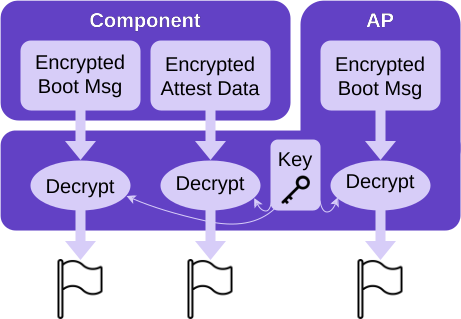 Component
AP
Encrypted
Boot Msg
Encrypted
Attest Data
Encrypted
Boot Msg
Key
Decrypt
Decrypt
Decrypt